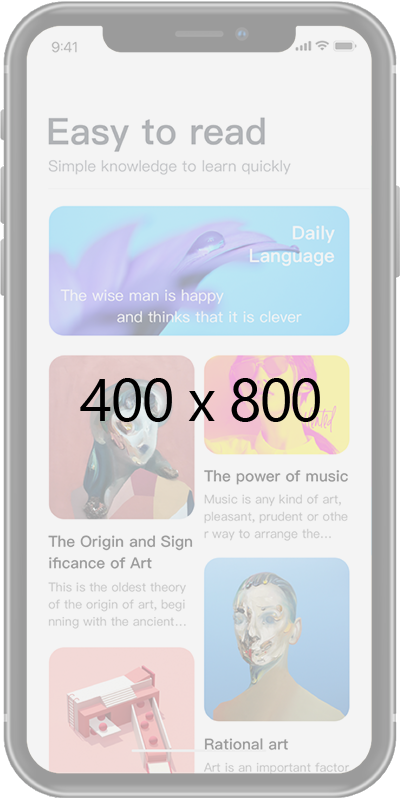 9:41
Easy to read
Simple knowledge to learn quickly
Daily
Language
The wise man is happy
and thinks that it is clever
400 x 800
The Origin and Sign
ificance of Art
This is the oldest theory
of the origin of art, begi
nning with the ancient...
The power of music
Music is any kind of art,
pleasant, prudent or othe
r way to arrange the...
Rational art
Art is an important factor